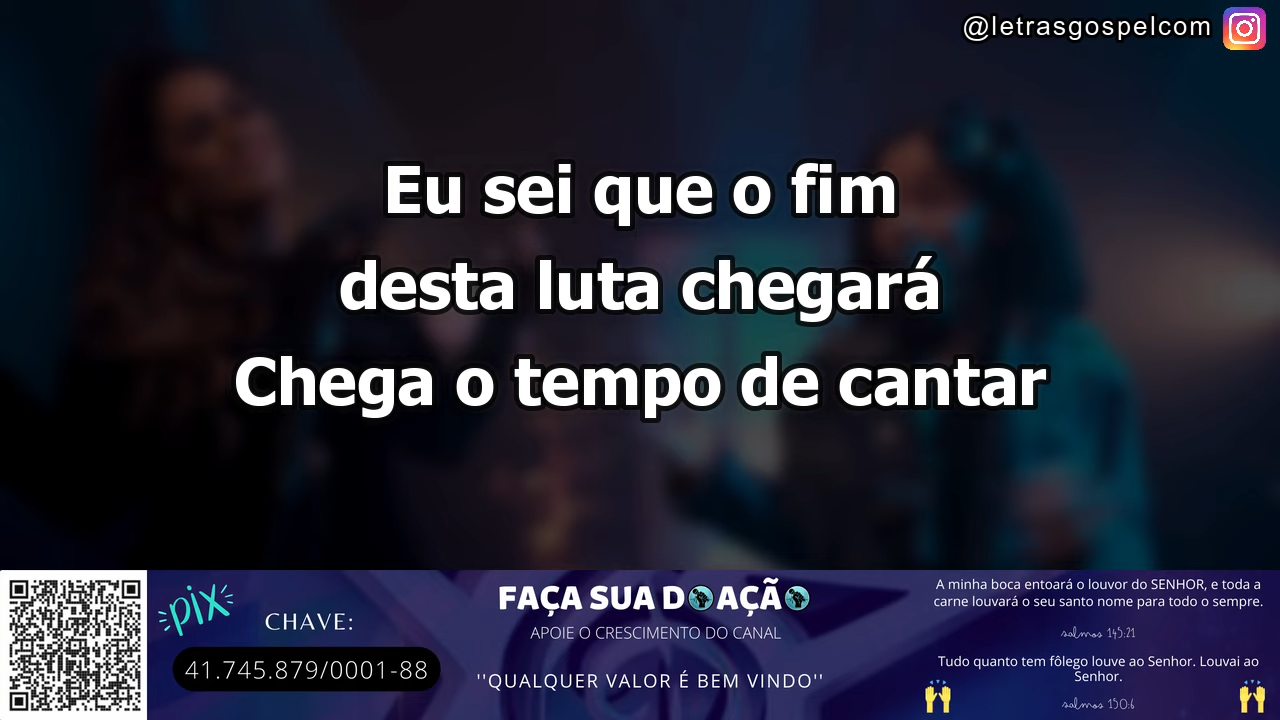 @letrasgospelcom
Eu sei que o fim
desta luta chegará
Chega o tempo de cantar
pix
CHAVE:
41.745.879/0001-88
FAÇA SUA DOAÇÃO
APOIE O CRESCIMENTO DO CANAL
''QUALQUER VALOR É BEM VINDO''
A minha boca entoará o louvor do SENHOR, e toda a
carne louvará o seu santo nome para todo o sempre.
salmos 145:21
Tudo quanto tem fôlego louve ao Senhor. Louvai ao
Senhor.
salmos 150:6